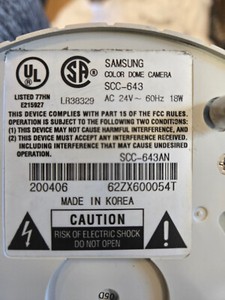 UL
LISTED 77HN
E215927
SA
LR38329
SAMSUNG
COLOR DOME CAMERA
SCC-643
AC 24V~ 60Hz 18W
THIS DEVICE COMPLIES WITH PART 15 OF THE FCC RULES.
OPERATION IS SUBJECT TO THE FOLLOWING TWO CONDITIONS:
(1) THIS DEVICE MAY NOT CAUSE HARMFUL INTERFERENCE, AND
(2) THIS DEVICE MUST ACCEPT ANY INTERFERENCE RECEIVED,
INCLUDING INTERFERENCE THAT MAY CAUSE
UNDESIRED OPERATION.
SCC-643AN
200406
62ZX600054T
MADE IN KOREA
CAUTION
RISK OF ELECTRIC SHOCK
DO NOT OPEN